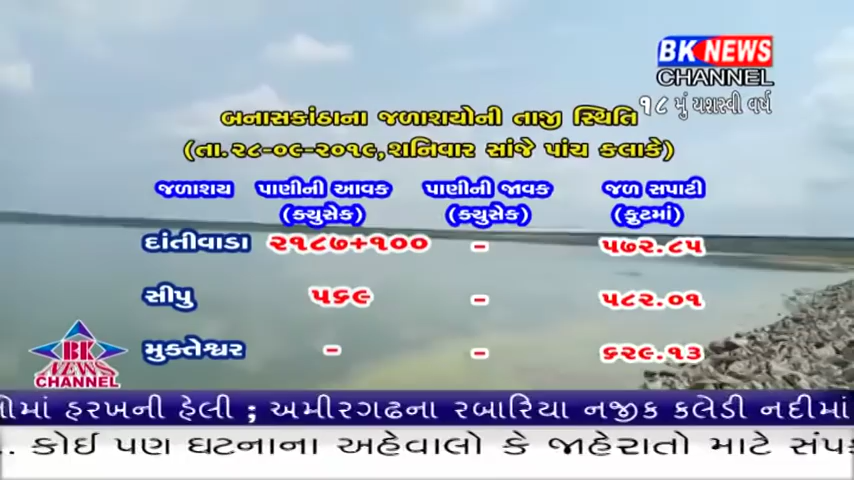 BK NEWS
CHANNEL
૧૮ મું યશસ્વી વર્ષ
બનાસકાંઠાના જળાશયોની તાજી સ્થિતિ
(તા.૨૮-૦૯-૨૦૧૯,શનિવાર સાંજે પાંચ કલાકે)
જળાશય પાણીની આવક પાણીની જાવક જળ સપાટી
(ક્યુસેક) (ક્યુસેક) (ફુટમાં)
દાંતીવાડા ૨૧૮૭+૧૦૦ - ૫૭૨.૮૫
સીપુ ૫૬૯ - ૫૮૨.૦૧
મુક્તેશ્વર - - ૬૨૯.૧૩
BK
NEWS
CHANNEL
હરખની હેલી ; અમીરગઢના રબારિયા નજીક કલેડી નદીમાં
.. કોઈ પણ ઘટનાના અહેવાલો કે જાહેરાતો માટે